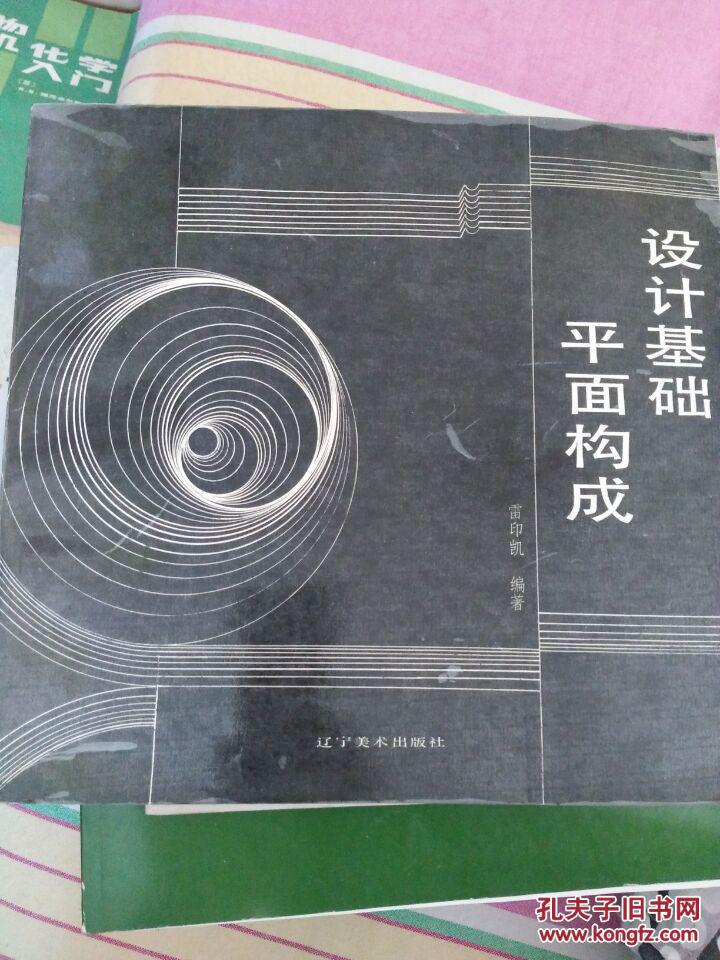 化学
入门
设计基础
平面构成
雷印凯 编著
辽宁美术出版社
孔夫子旧书网
www.kongfz.com